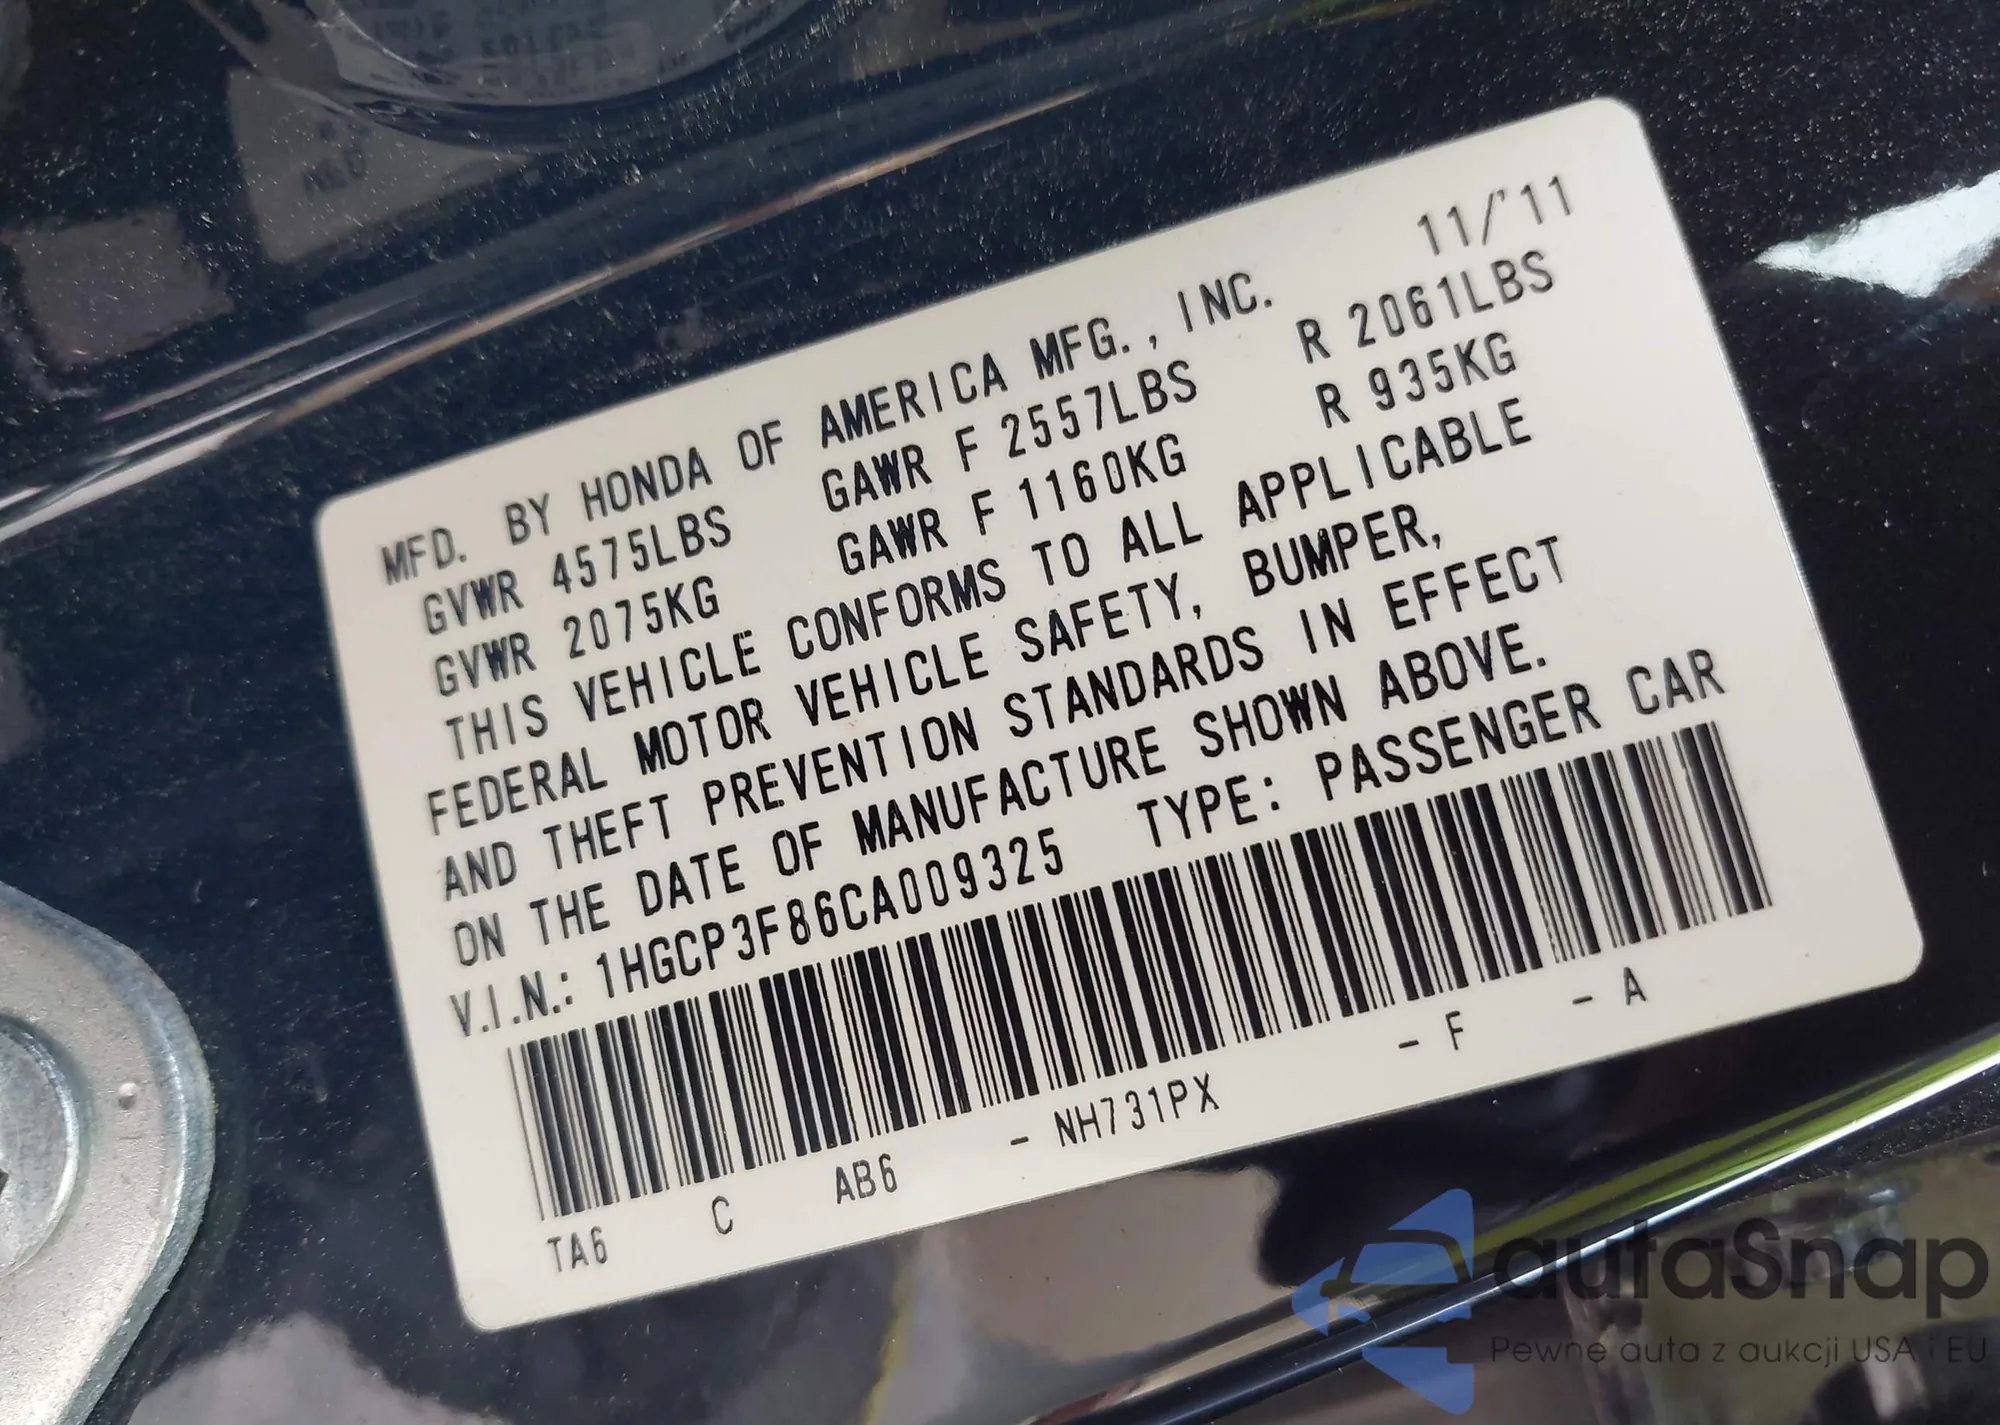 11/'11
MFD. BY HONDA OF AMERICA MFG., INC.
GVWR 4575LBS GAWR F 2557LBS R 2061LBS
GVWR 2075KG GAWR F 1160KG R 935KG
THIS VEHICLE CONFORMS TO ALL APPLICABLE
FEDERAL MOTOR VEHICLE SAFETY, BUMPER,
AND THEFT PREVENTION STANDARDS IN EFFECT
ON THE DATE OF MANUFACTURE SHOWN ABOVE.
V.I.N.: 1HGCP3F86CA009325 TYPE: PASSENGER CAR
TA6 C AB6 - NH731PX - F - A
autaSnap
Pewne auta z aukcji USA i EU